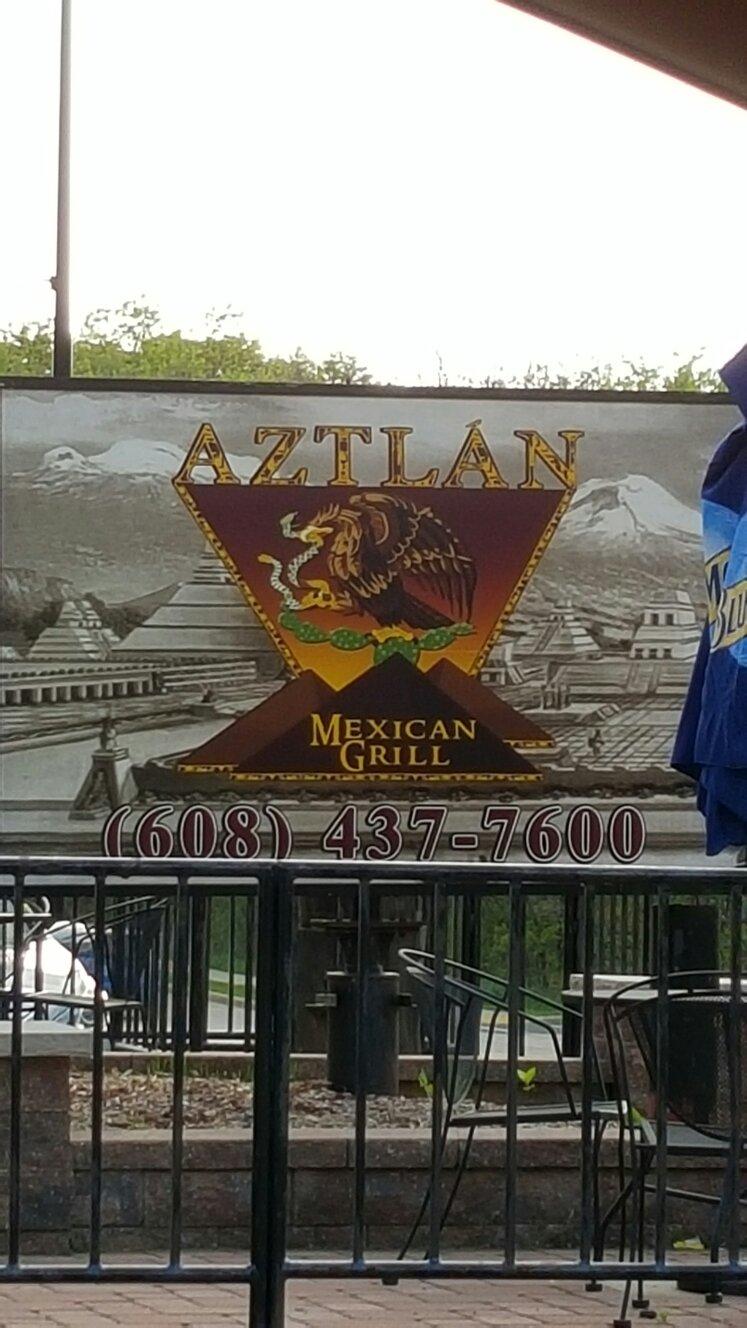 AZTLÁN
MEXICAN
GRILL
(608) 437-7600